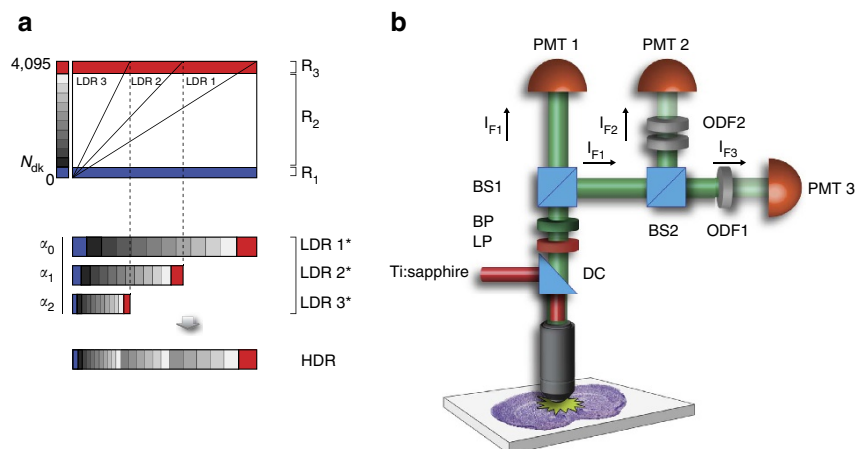 a
4,095
LDR 3
LDR 2
LDR 1
R3
R2
R1
Ndk
0
α0
α1
α2
LDR 1*
LDR 2*
LDR 3*
HDR
b
PMT 1
PMT 2
IF1
IF2
ODF2
IF1
IF3
BS1
PMT 3
BP
LP
BS2
ODF1
Ti:sapphire
DC